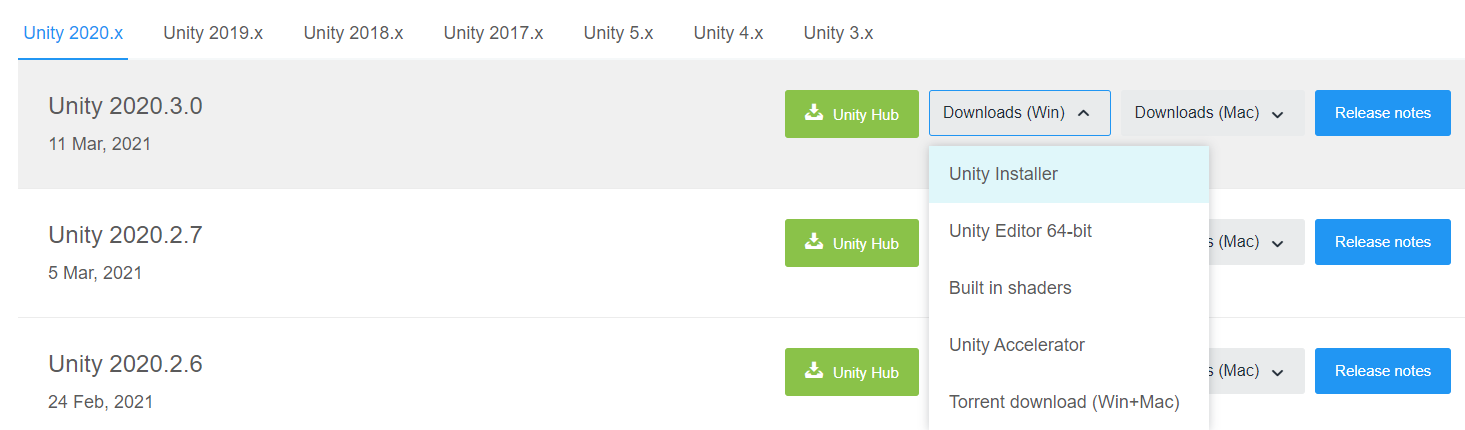 Unity 2020.x Unity 2019.x Unity 2018.x Unity 2017.x Unity 5.x Unity 4.x Unity 3.x
Unity 2020.3.0
11 Mar, 2021
Unity Hub Downloads (Win) Downloads (Mac) Release notes
Unity Installer
Unity Editor 64-bit
Built in shaders
Unity Accelerator
Torrent download (Win+Mac)
Unity 2020.2.7
5 Mar, 2021
Unity Hub s (Mac) Release notes
Unity 2020.2.6
24 Feb, 2021
Unity Hub s (Mac) Release notes